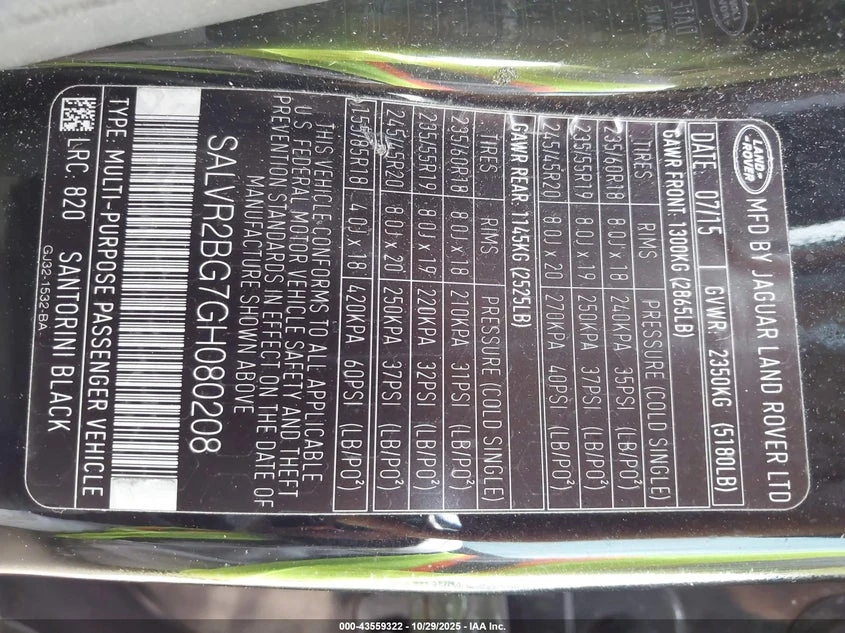 LAND-
ROVER
MFD BY JAGUAR LAND ROVER LTD
DATE: 07/15 GVWR: 2350KG (5180LB)
GAWR FRONT: 1300KG (2865LB)
TIRES RIMS PRESSURE (COLD SINGLE)
235/60R18 8.0J x 18 240KPA 35PSI (LB/PO²)
235/55R19 8.0J x 19 250KPA 37PSI (LB/PO²)
245/45R20 8.0J x 20 270KPA 40PSI (LB/PO²)
GAWR REAR: 1145KG (2525LB)
TIRES RIMS PRESSURE (COLD SINGLE)
235/60R18 8.0J x 18 210KPA 31PSI (LB/PO²)
235/55R19 8.0J x 19 220KPA 32PSI (LB/PO²)
245/45R20 8.0J x 20 250KPA 37PSI (LB/PO²)
155/85R18 4.0J x 18 420KPA 60PSI (LB/PO²)
THIS VEHICLE CONFORMS TO ALL APPLICABLE
U.S FEDERAL MOTOR VEHICLE SAFETY AND THEFT
PREVENTION STANDARDS IN EFFECT ON THE DATE OF
MANUFACTURE SHOWN ABOVE
SALVR2BG7GH080208
TYPE: MULTI-PURPOSE PASSENGER VEHICLE
LRC: 820 SANTORINI BLACK
GJ32-1532-BA
000-43559322 - 10/29/2025 - IAA Inc.